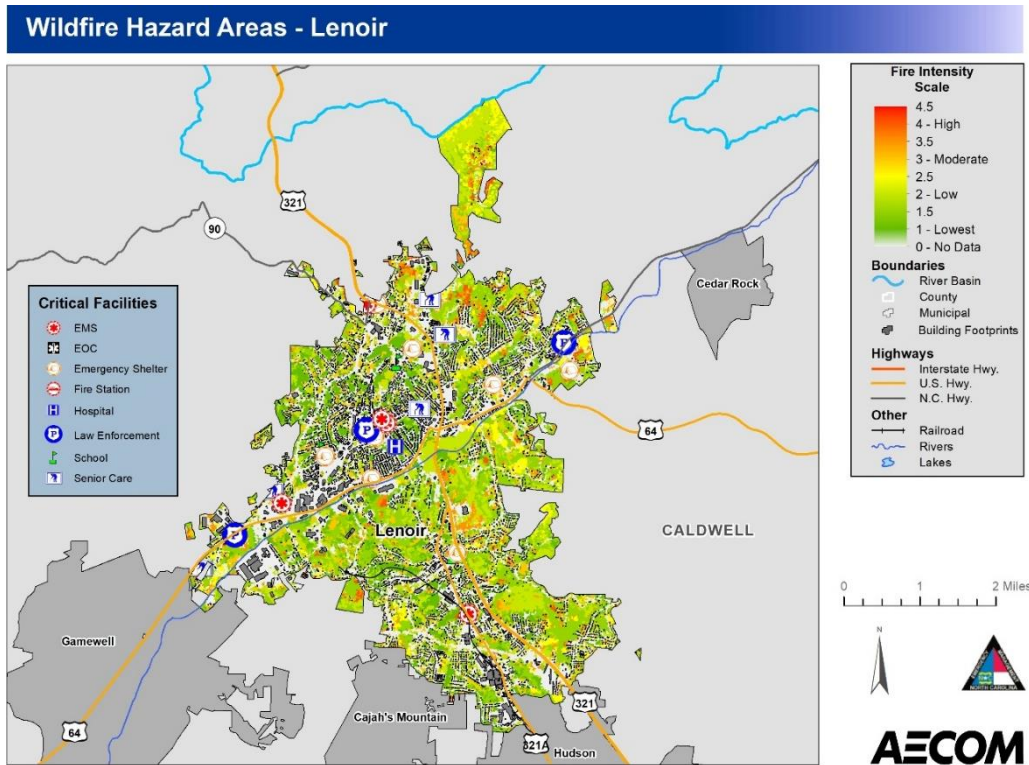 Wildfire Hazard Areas - Lenoir
321
90
Cedar Rock
Critical Facilities
EMS
EOC
Emergency Shelter
Fire Station
Hospital
Law Enforcement
School
Senior Care
P
64
P
H
P
Lenoir
CALDWELL
Gamewell
64
Cajah's Mountain
321
321A
Hudson
Fire Intensity
Scale
4.5
4 - High
3.5
3 - Moderate
2.5
2 - Low
1.5
1 - Lowest
0 - No Data
Boundaries
River Basin
County
Municipal
Building Footprints
Highways
Interstate Hwy.
U.S. Hwy.
N.C. Hwy.
Other
Railroad
Rivers
Lakes
0 1 2 Miles
N
NORTH CAROLINA
AECOM